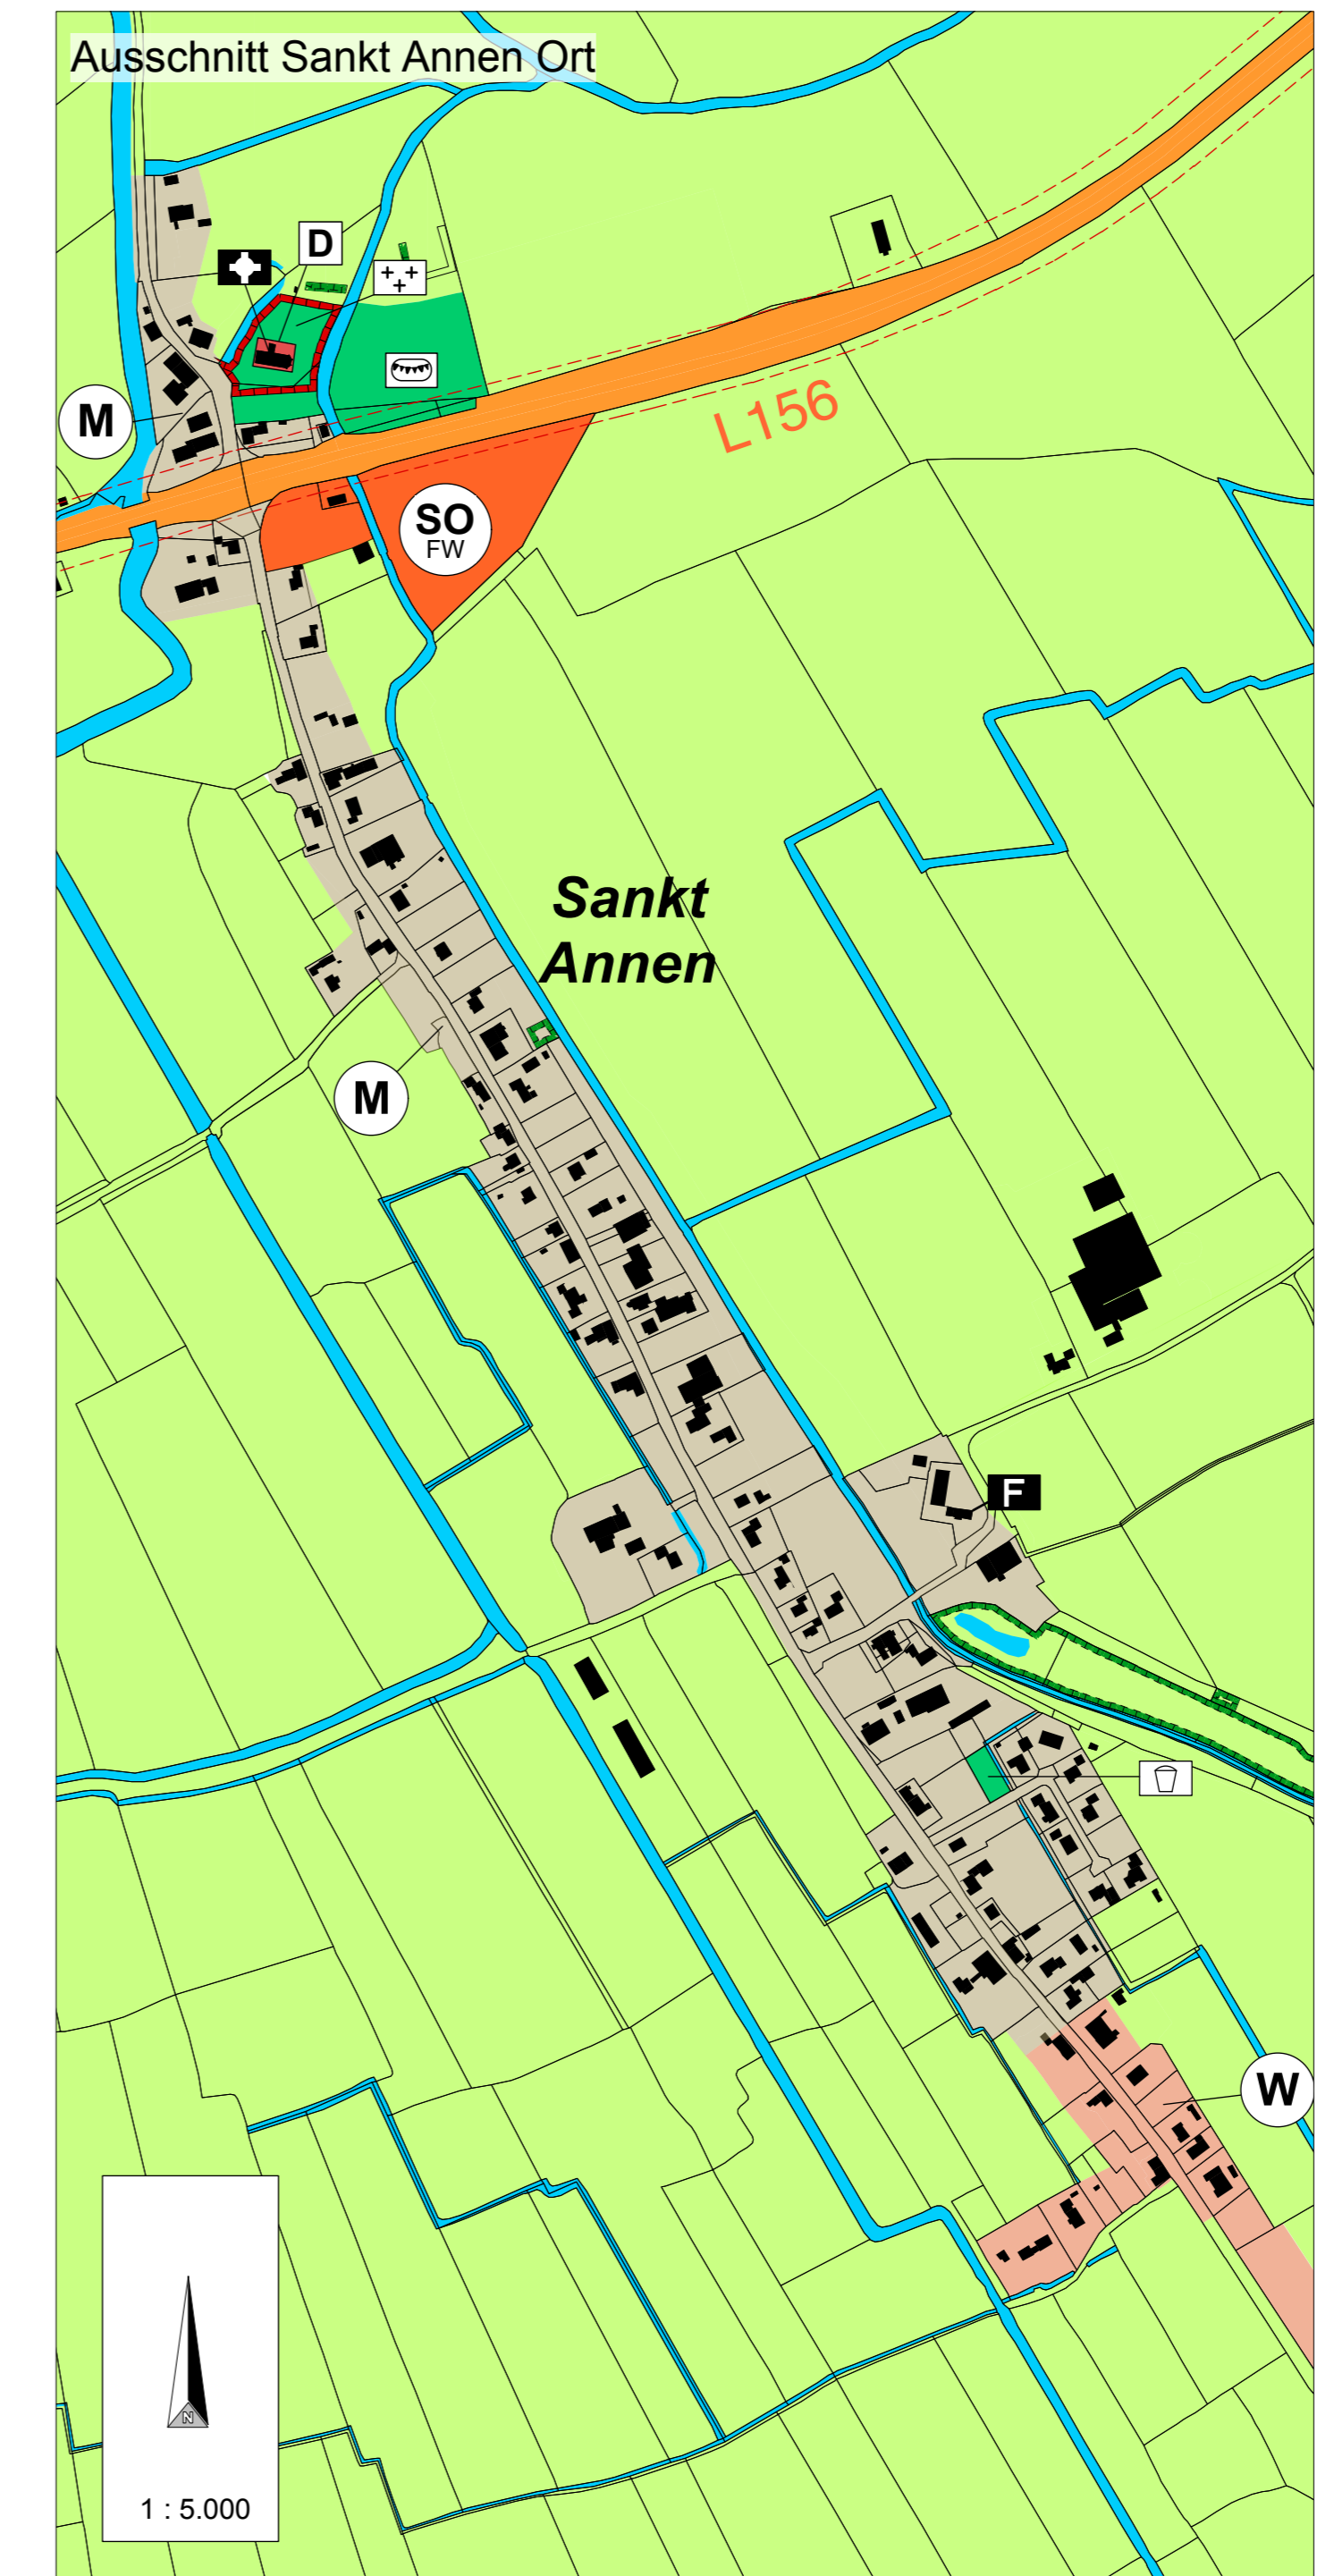 Ausschnitt Sankt Annen Ort
D
M
L156
SO
FW
Sankt
Annen
M
F
W
N
1 : 5.000